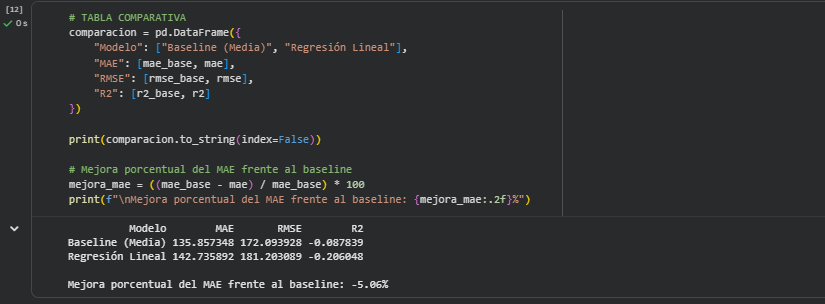 [12]
0 s
# TABLA COMPARATIVA
comparacion = pd.DataFrame({
    "Modelo": ["Baseline (Media)", "Regresión Lineal"],
    "MAE": [mae_base, mae],
    "RMSE": [rmse_base, rmse],
    "R2": [r2_base, r2]
})
print(comparacion.to_string(index=False))
# Mejora porcentual del MAE frente al baseline
mejora_mae = ((mae_base - mae) / mae_base) * 100
print(f"\nMejora porcentual del MAE frente al baseline: {mejora_mae:.2f}%")
Modelo MAE RMSE R2
Baseline (Media) 135.857348 172.093928 -0.087839
Regresión Lineal 142.735892 181.203089 -0.206048
Mejora porcentual del MAE frente al baseline: -5.06%